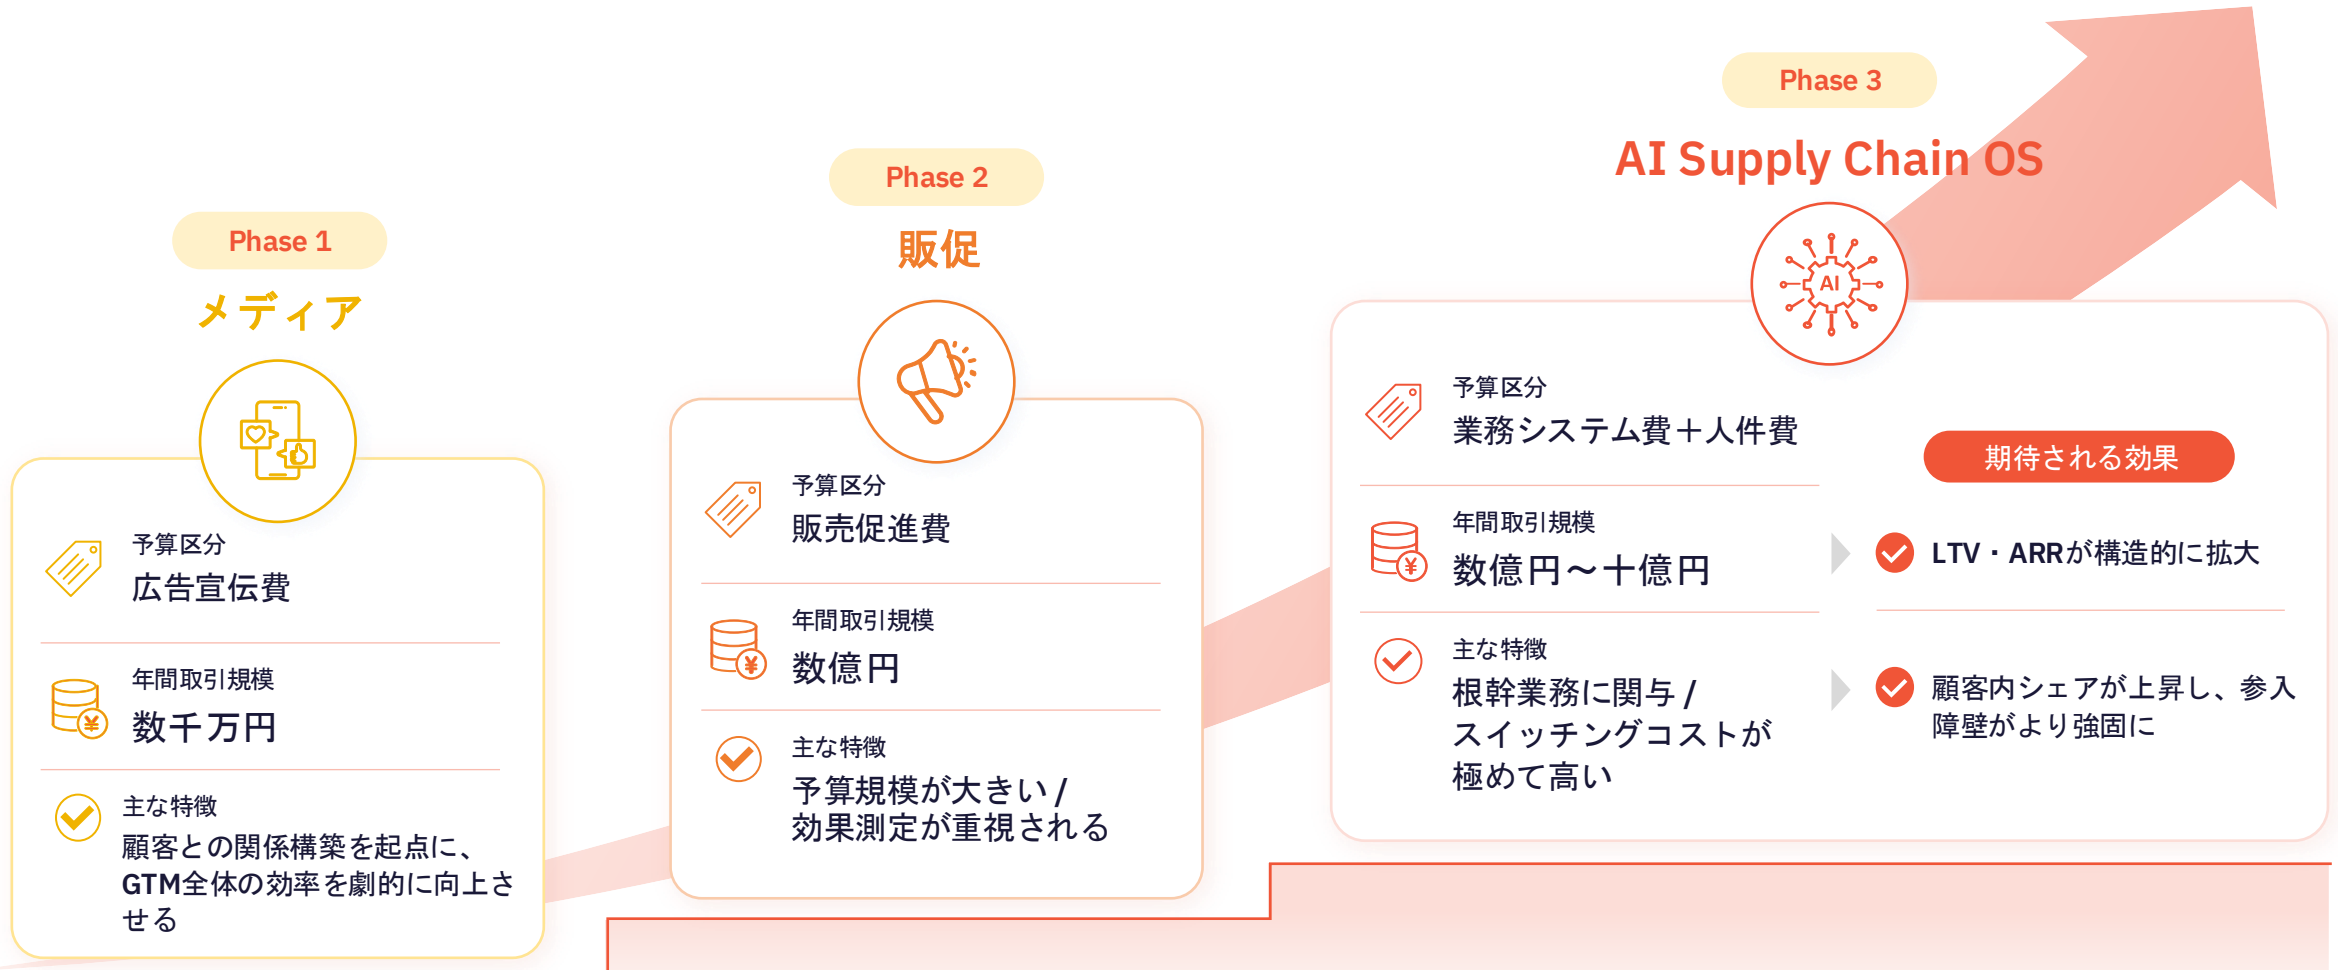 Phase 1
メディア
予算区分
広告宣伝費
年間取引規模
¥
数千万円
主な特徴
顧客との関係構築を起点に、
GTM全体の効率を劇的に向上さ
せる
Phase 2
販促
予算区分
販売促進費
年間取引規模
¥
数億円
主な特徴
予算規模が大きい /
効果測定が重視される
Phase 3
AI Supply Chain OS
AI
予算区分
業務システム費＋人件費
年間取引規模
¥
数億円～十億円
主な特徴
根幹業務に関与 /
スイッチングコストが
極めて高い
期待される効果
LTV・ARRが構造的に拡大
顧客内シェアが上昇し、参入
障壁がより強固に